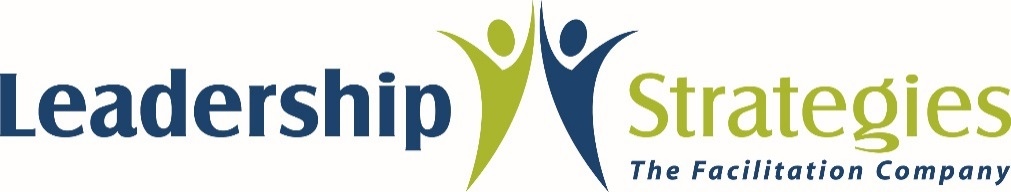 Leadership Strategies
The Facilitation Company